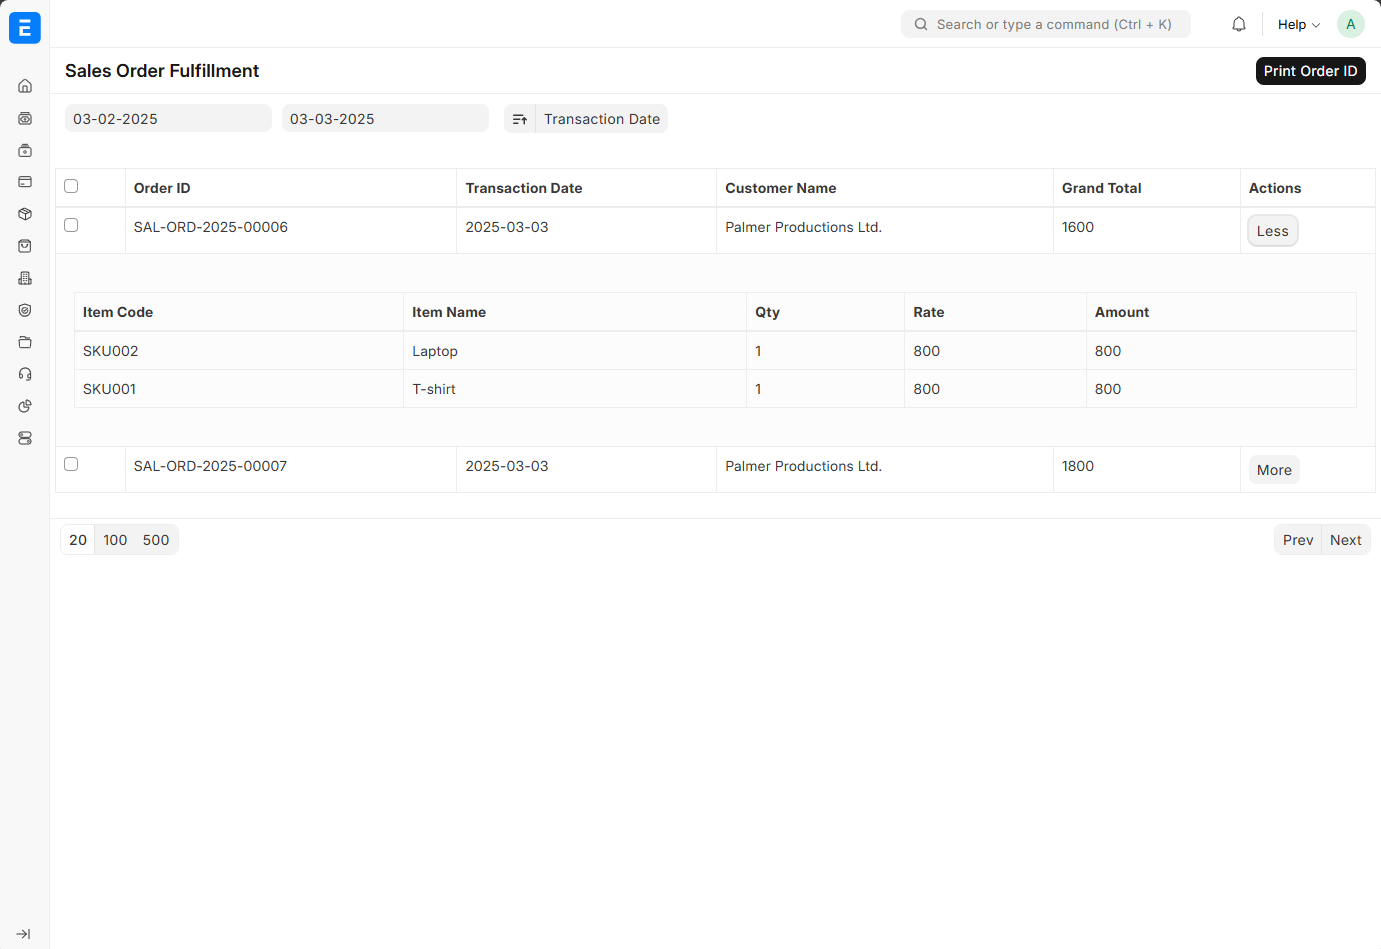 E
Search or type a command (Ctrl + K)
Help
A
Sales Order Fulfillment
Print Order ID
03-02-2025
03-03-2025
Transaction Date
Order ID Transaction Date Customer Name Grand Total Actions
SAL-ORD-2025-00006 2025-03-03 Palmer Productions Ltd. 1600 Less
Item Code Item Name Qty Rate Amount
SKU002 Laptop 1 800 800
SKU001 T-shirt 1 800 800
SAL-ORD-2025-00007 2025-03-03 Palmer Productions Ltd. 1800 More
20 100 500
Prev Next